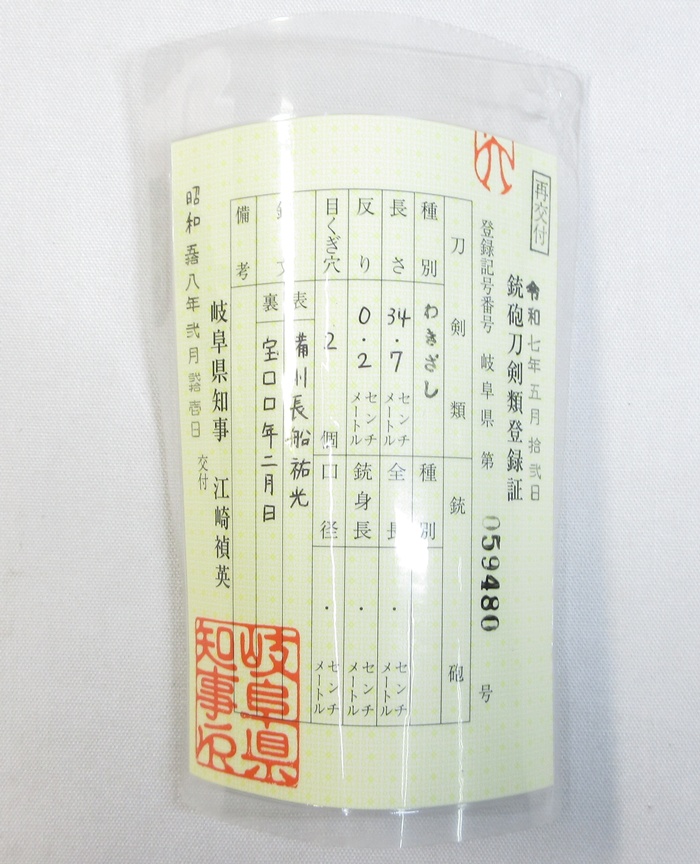 再交付
令和七年五月拾弐日
銃砲刀剣類登録証
登録記号番号 岐阜県 第 059480 号
刀剣類 銃砲
種別 わきざし 種別
長さ 34.7 センチメートル 全長 ・ センチメートル
反り 0.2 センチメートル 銃身長 ・ センチメートル
目くぎ穴 2 個 口径 ・ センチメートル
銘文 表 備川長船祐光
裏 宝口口年二月日
備考
岐阜県知事 江崎禎英
昭和五拾八年弐月弐拾壱日 交付
岐阜県
知事印